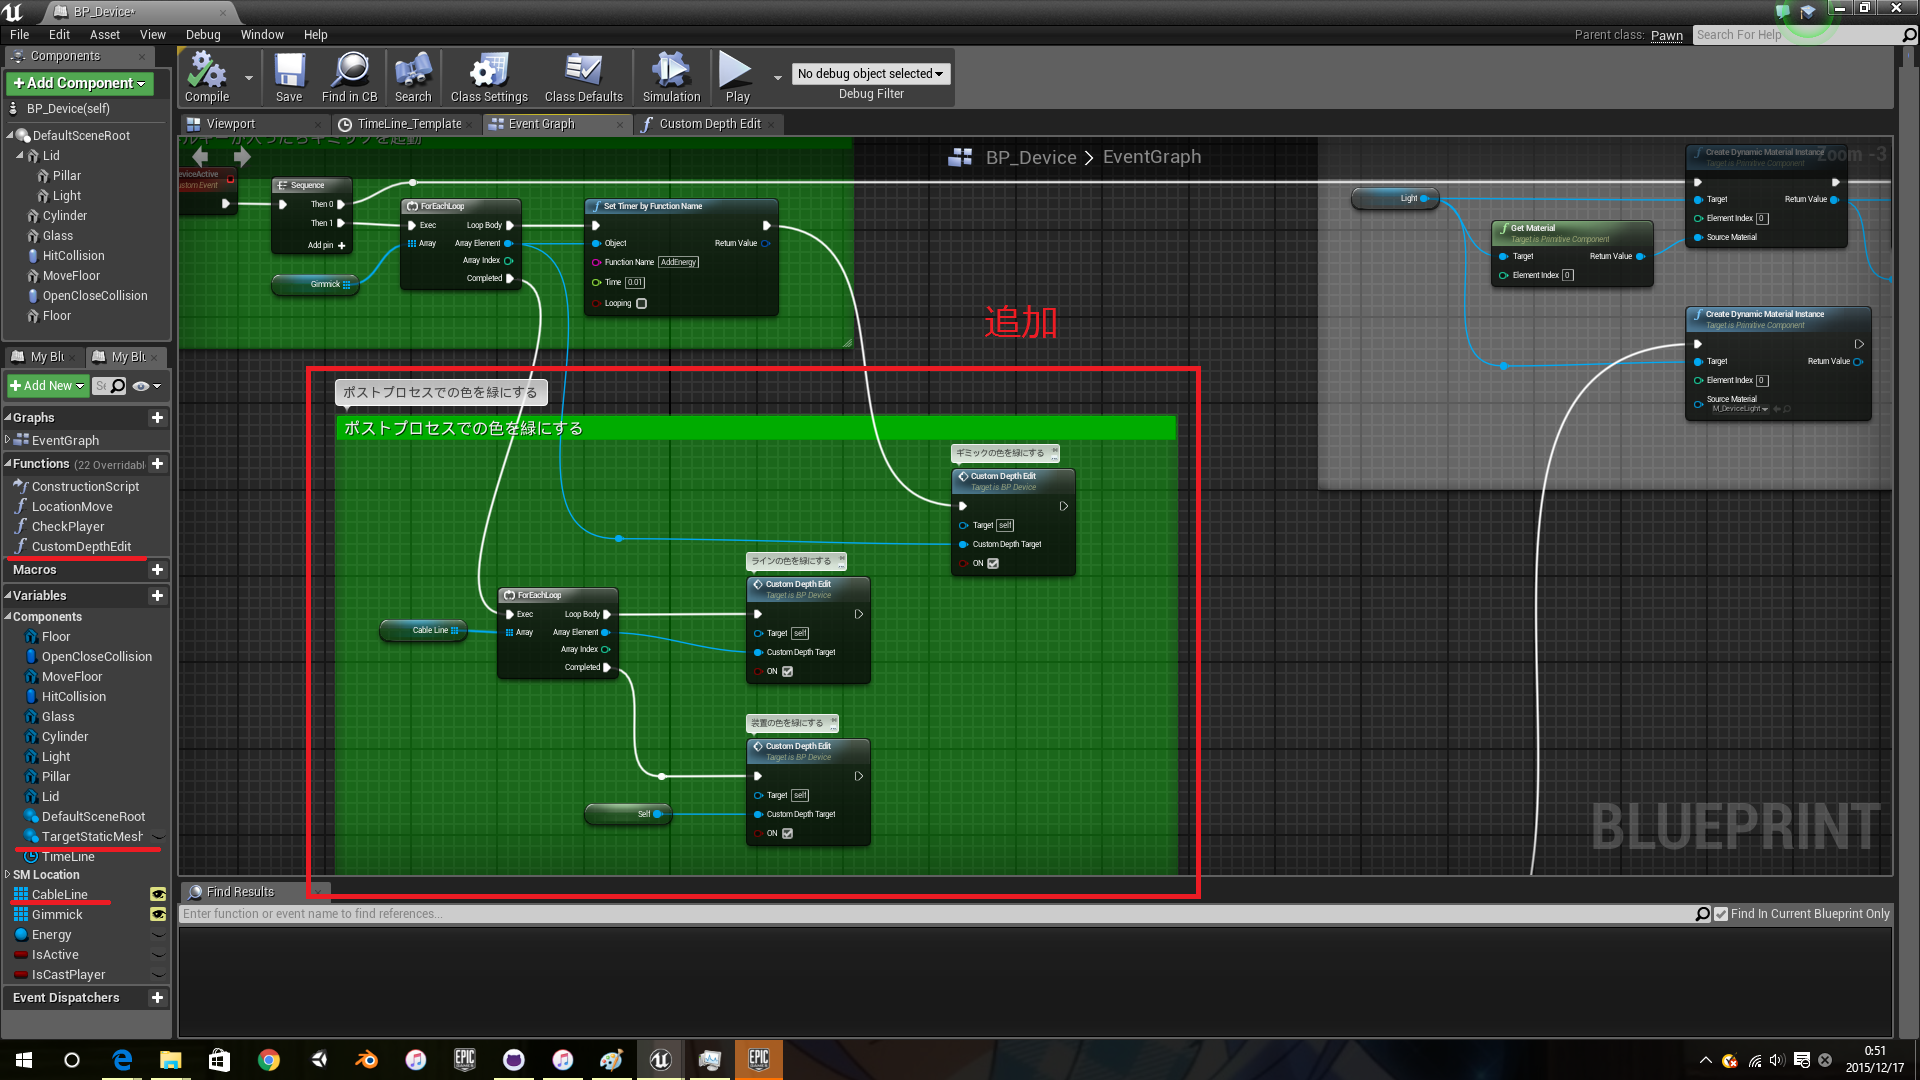 BP_Device*
File Edit Asset View Debug Window Help
Parent class: Pawn
Search For Help
Components
Add Component
BP_Device(self)
DefaultSceneRoot
Lid
Pillar
Light
Cylinder
Glass
HitCollision
MoveFloor
OpenCloseCollision
Floor
Compile
Save
Find in CB
Search
Class Settings
Class Defaults
Simulation
Play
No debug object selected
Debug Filter
Viewport
TimeLine_Template
Event Graph
Custom Depth Edit
BP_Device > EventGraph
Zoom -3
Sequence
Then 0
Then 1
Add pin +
Gimmick
ForEachLoop
Exec
Loop Body
Array
Array Element
Array Index
Completed
Set Timer by Function Name
Object
Return Value
Function Name AddEnergy
Time 0.01
Looping
追加
Light
Get Material
Target is Primitive Component
Target
Return Value
Element Index 0
Create Dynamic Material Instance
Target is Primitive Component
Target
Return Value
Element Index 0
Source Material
Create Dynamic Material Instance
Target is Primitive Component
Target
Return Value
Element Index 0
Source Material
M_DeviceLight
ポストプロセスでの色を緑にする
ポストプロセスでの色を緑にする
ギミックの色を緑にする
Custom Depth Edit
Target is BP Device
Target self
Custom Depth Target
ON
ラインの色を緑にする
Custom Depth Edit
Target is BP Device
Target self
Custom Depth Target
ON
Cable Line
ForEachLoop
Exec
Loop Body
Array
Array Element
Array Index
Completed
装置の色を緑にする
Custom Depth Edit
Target is BP Device
Target self
Custom Depth Target
ON
Self
BLUEPRINT
My Blu
My Blu
Add New
Graphs
EventGraph
Functions (22 Overridabl
ConstructionScript
LocationMove
CheckPlayer
CustomDepthEdit
Macros
Variables
Components
Floor
OpenCloseCollision
MoveFloor
HitCollision
Glass
Cylinder
Light
Pillar
Lid
DefaultSceneRoot
TargetStaticMesh
TimeLine
SM Location
CableLine
Gimmick
Energy
IsActive
IsCastPlayer
Event Dispatchers
Find Results
Enter function or event name to find references...
Find In Current Blueprint Only
EPIC GAMES
EPIC GAMES
0:51
2015/12/17